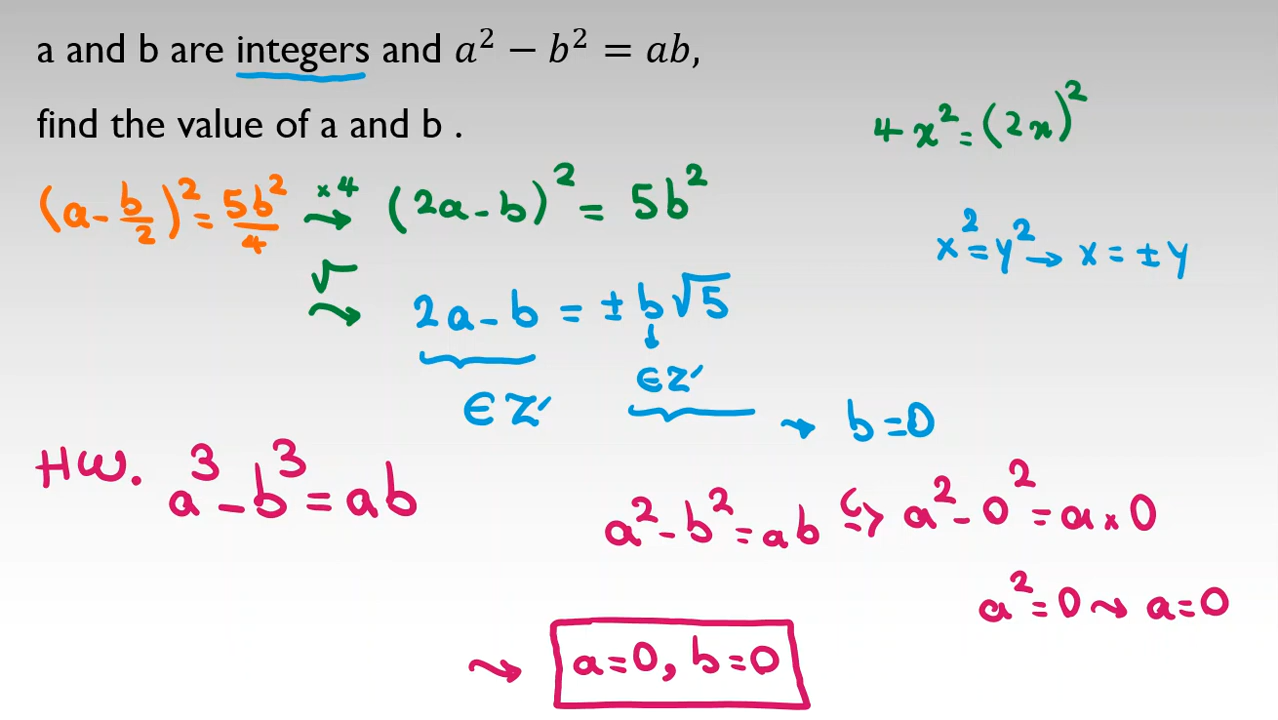 a and b are integers and a² − b² = ab,
find the value of a and b .
4x² = (2x)²
(a - b/2)² = 5b²/4 ×4 → (2a - b)² = 5b²
x² = y² → x = ± y
√ → 2a - b = ± b√5
∈ Z ∈ Z → b = 0
HW. a³ - b³ = ab
a² - b² = ab ↪ a² - 0² = a × 0
a² = 0 ⇝ a = 0
⇝ a = 0, b = 0